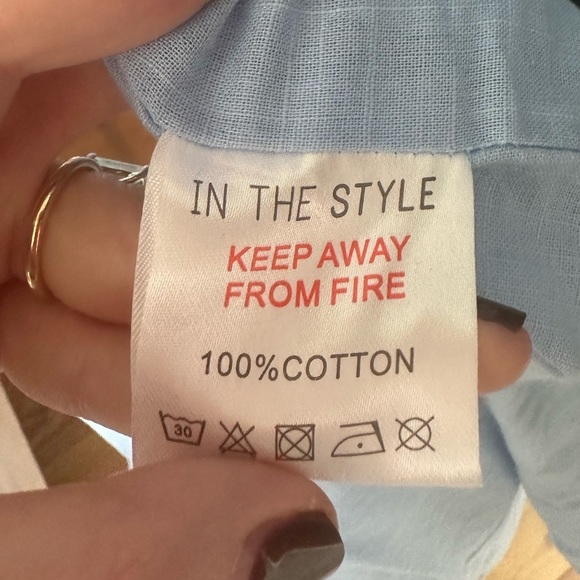 IN THE STYLE
KEEP AWAY
FROM FIRE
100%COTTON
30